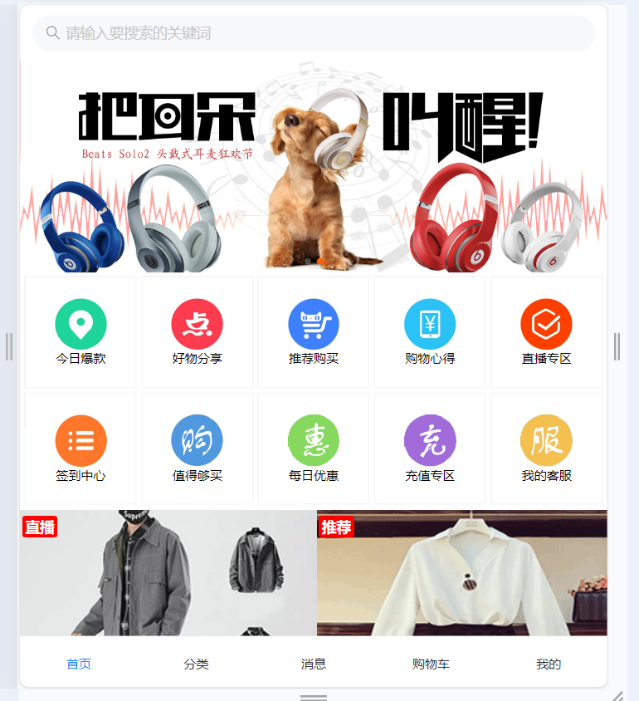 请输入要搜索的关键词
把耳朵 叫醒!
Beats Solo2 头戴式耳麦狂欢节
今日爆款 好物分享 推荐购买 购物心得 直播专区
签到中心 值得够买 每日优惠 充值专区 我的客服
点 ¥
购 惠 充 服
直播 推荐
首页 分类 消息 购物车 我的